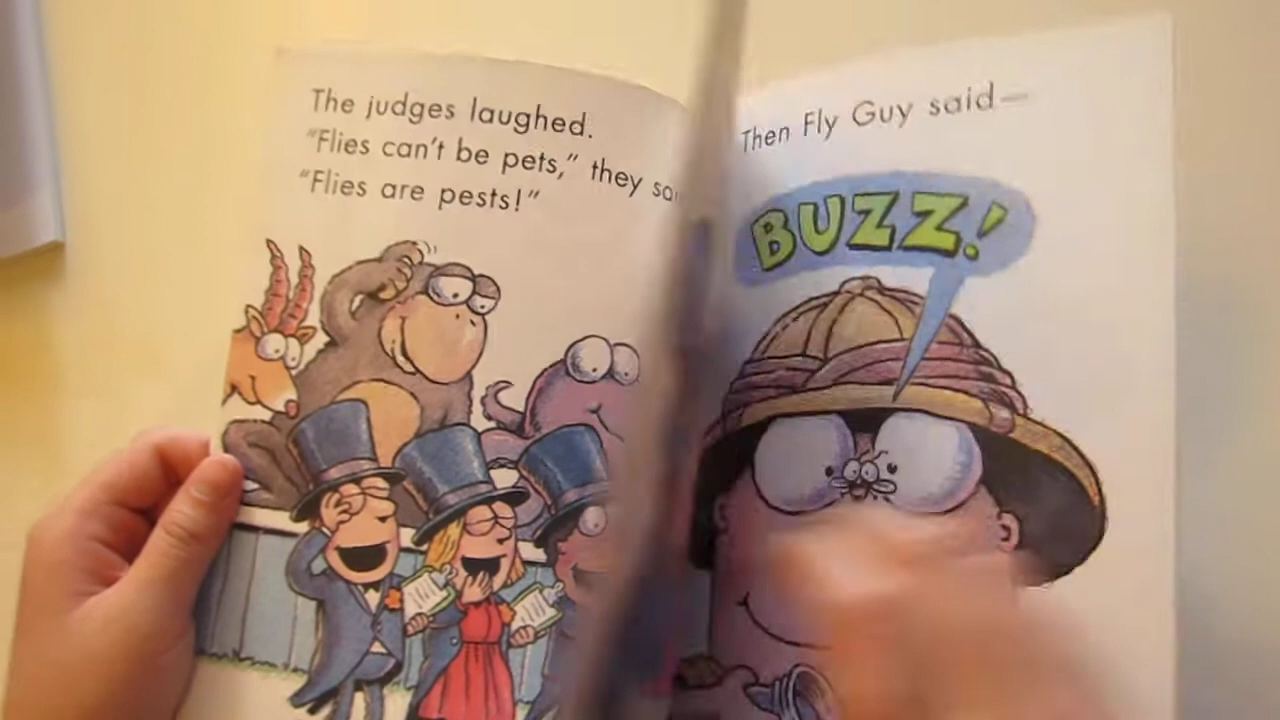 The judges laughed.
"Flies can't be pets," they
"Flies are pests!"
Then Fly Guy said—
BUZZ!